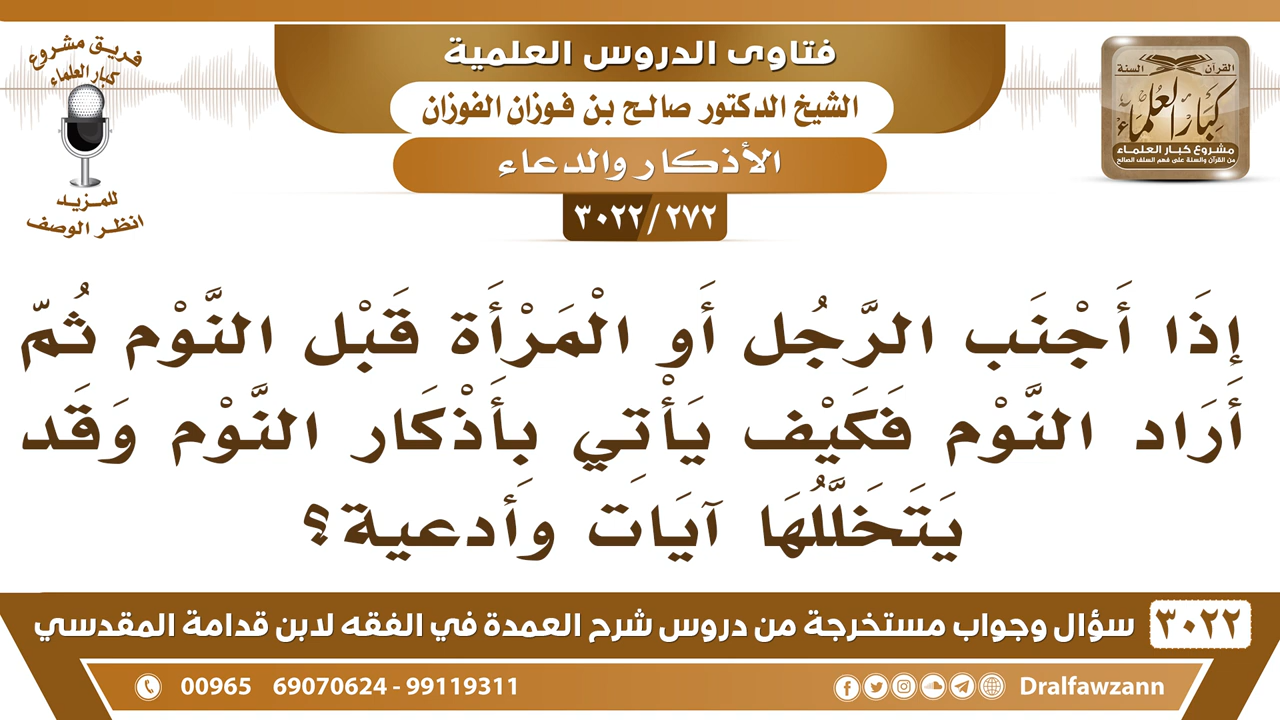 فتاوى الدروس العلمية
الشيخ الدكتور صالح بن فوزان الفوزان
الأذكار والدعاء
٣٠٢٢/٢٧٢
فريق مشروع
كبار العلماء
للمزيد
انظر الوصف
القرآن السنة
كبار العلماء
مشروع كبار العلماء
من القرآن والسنة على فهم السلف الصالح
إِذَا أَجْنَب الرَّجُل أَو الْمَرْأَة قَبْل النَّوْم ثُمّ
أَرَاد النَّوْم فَكَيْف يَأْتِي بِأَذْكَار النَّوْم وَقَد
يَتَخَلَّلُهَا آيَات وَأَدعية؟
٣٠٢٢ سؤال وجواب مستخرجة من دروس شرح العمدة في الفقه لابن قدامة المقدسي
00965 69070624 - 99119311
Dralfawzann